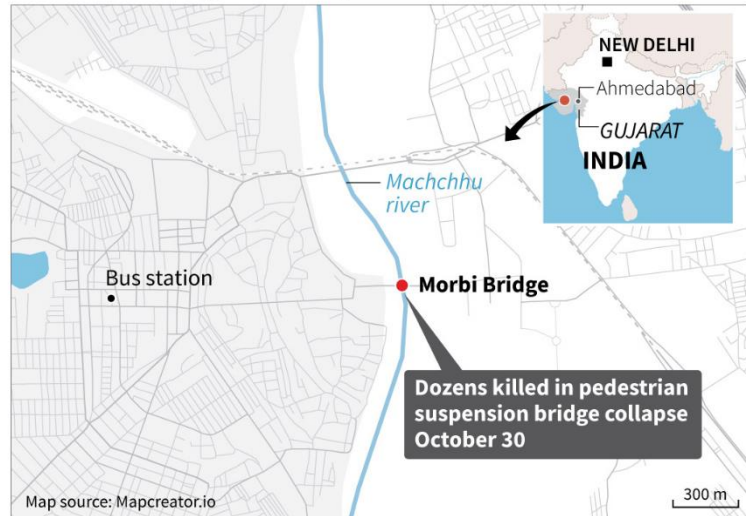 NEW DELHI
Ahmedabad
GUJARAT
INDIA
Machchhu
river
Bus station
Morbi Bridge
Dozens killed in pedestrian
suspension bridge collapse
October 30
Map source: Mapcreator.io
300 m